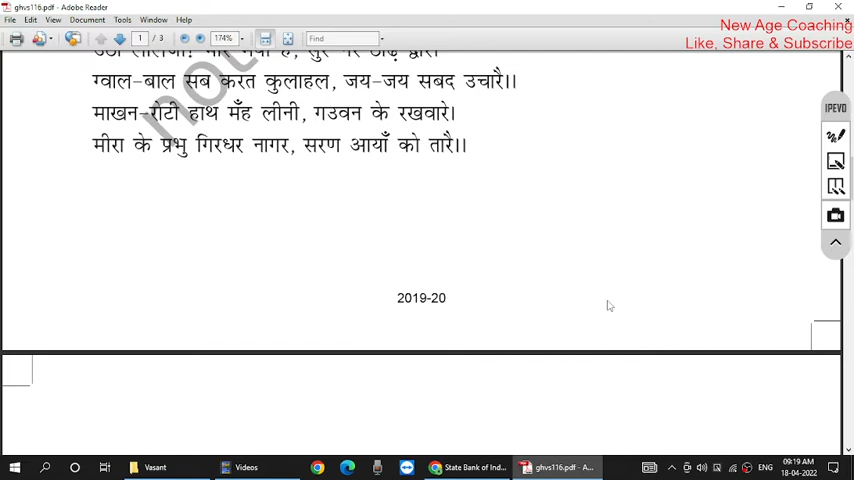 ghvs116.pdf - Adobe Reader
File Edit View Document Tools Window Help
New Age Coaching
Like, Share & Subscribe
1 / 3 174% Find
ग्वाल-बाल सब करत कुलाहल, जय-जय सबद उचारै।।
माखन-रोटी हाथ मँह लीनी, गउवन के रखवारे।
मीरा के प्रभु गिरधर नागर, सरण आयाँ को तारै।।
not
IPEVO
2019-20
Vasant Videos State Bank of Ind... ghvs116.pdf - A... ENG 09:19 AM
18-04-2022